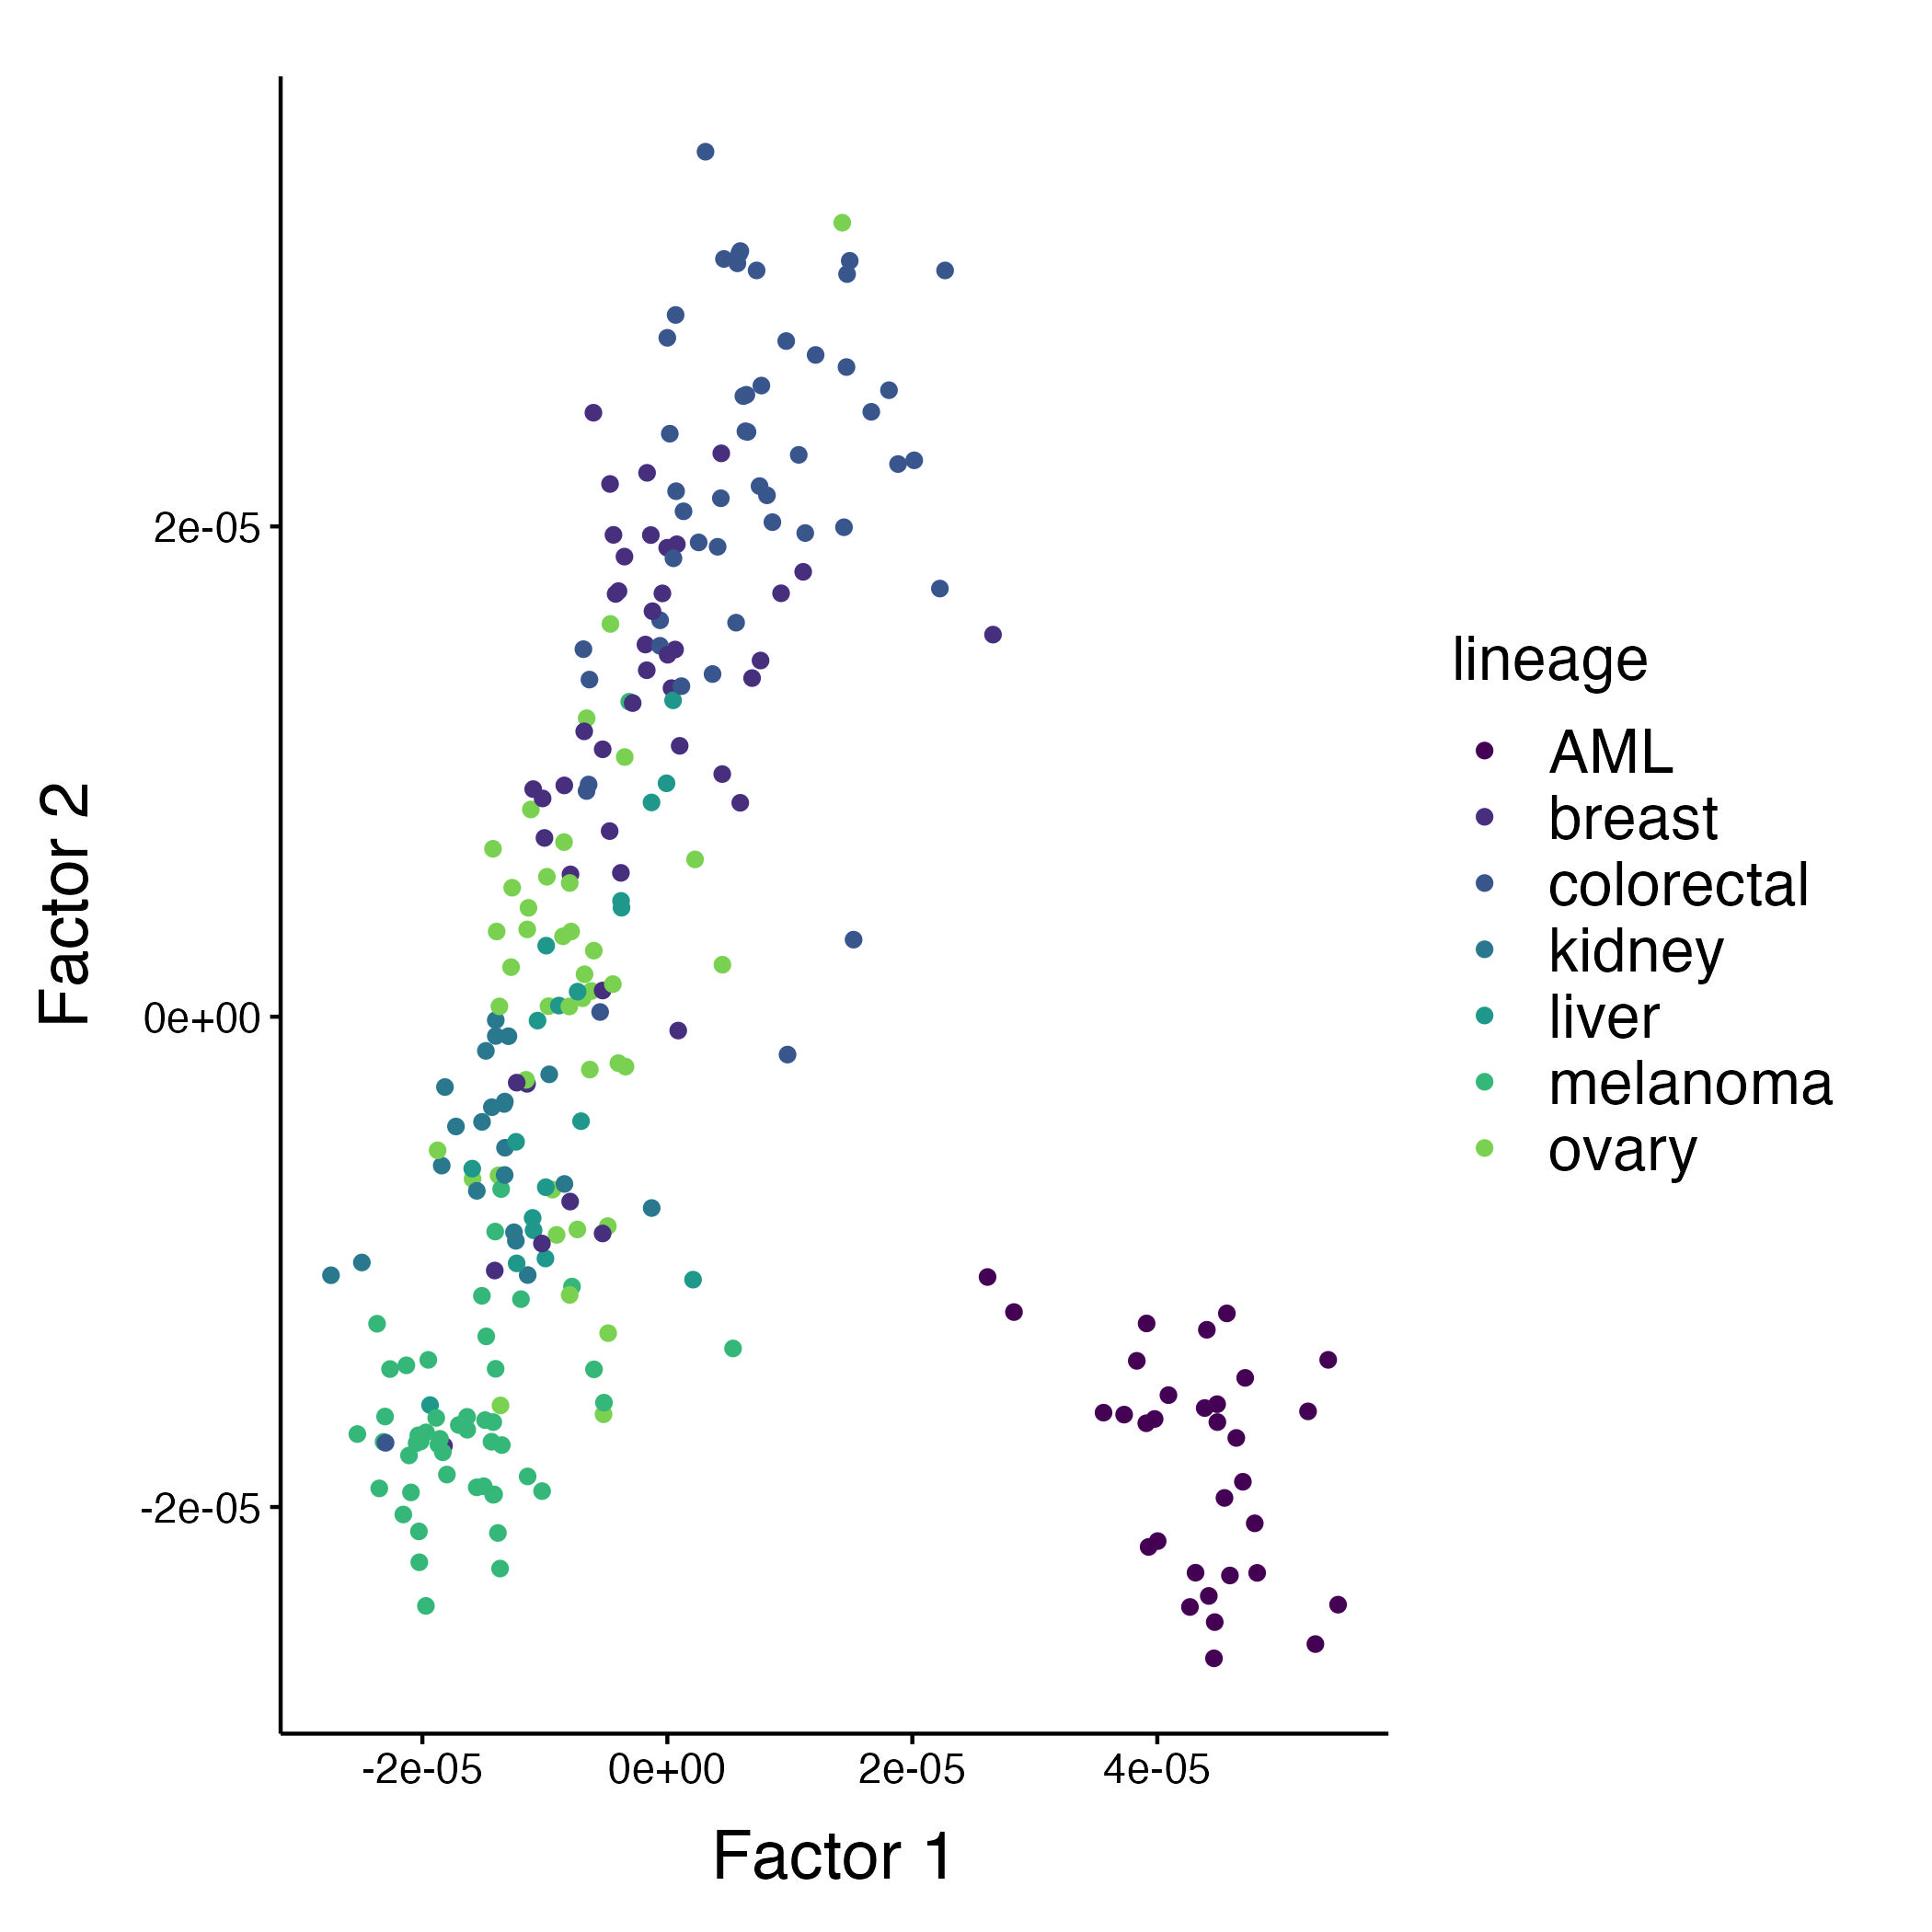 Factor 2
2e-05
0e+00
-2e-05
-2e-05 0e+00 2e-05 4e-05
Factor 1
lineage
AML
breast
colorectal
kidney
liver
melanoma
ovary